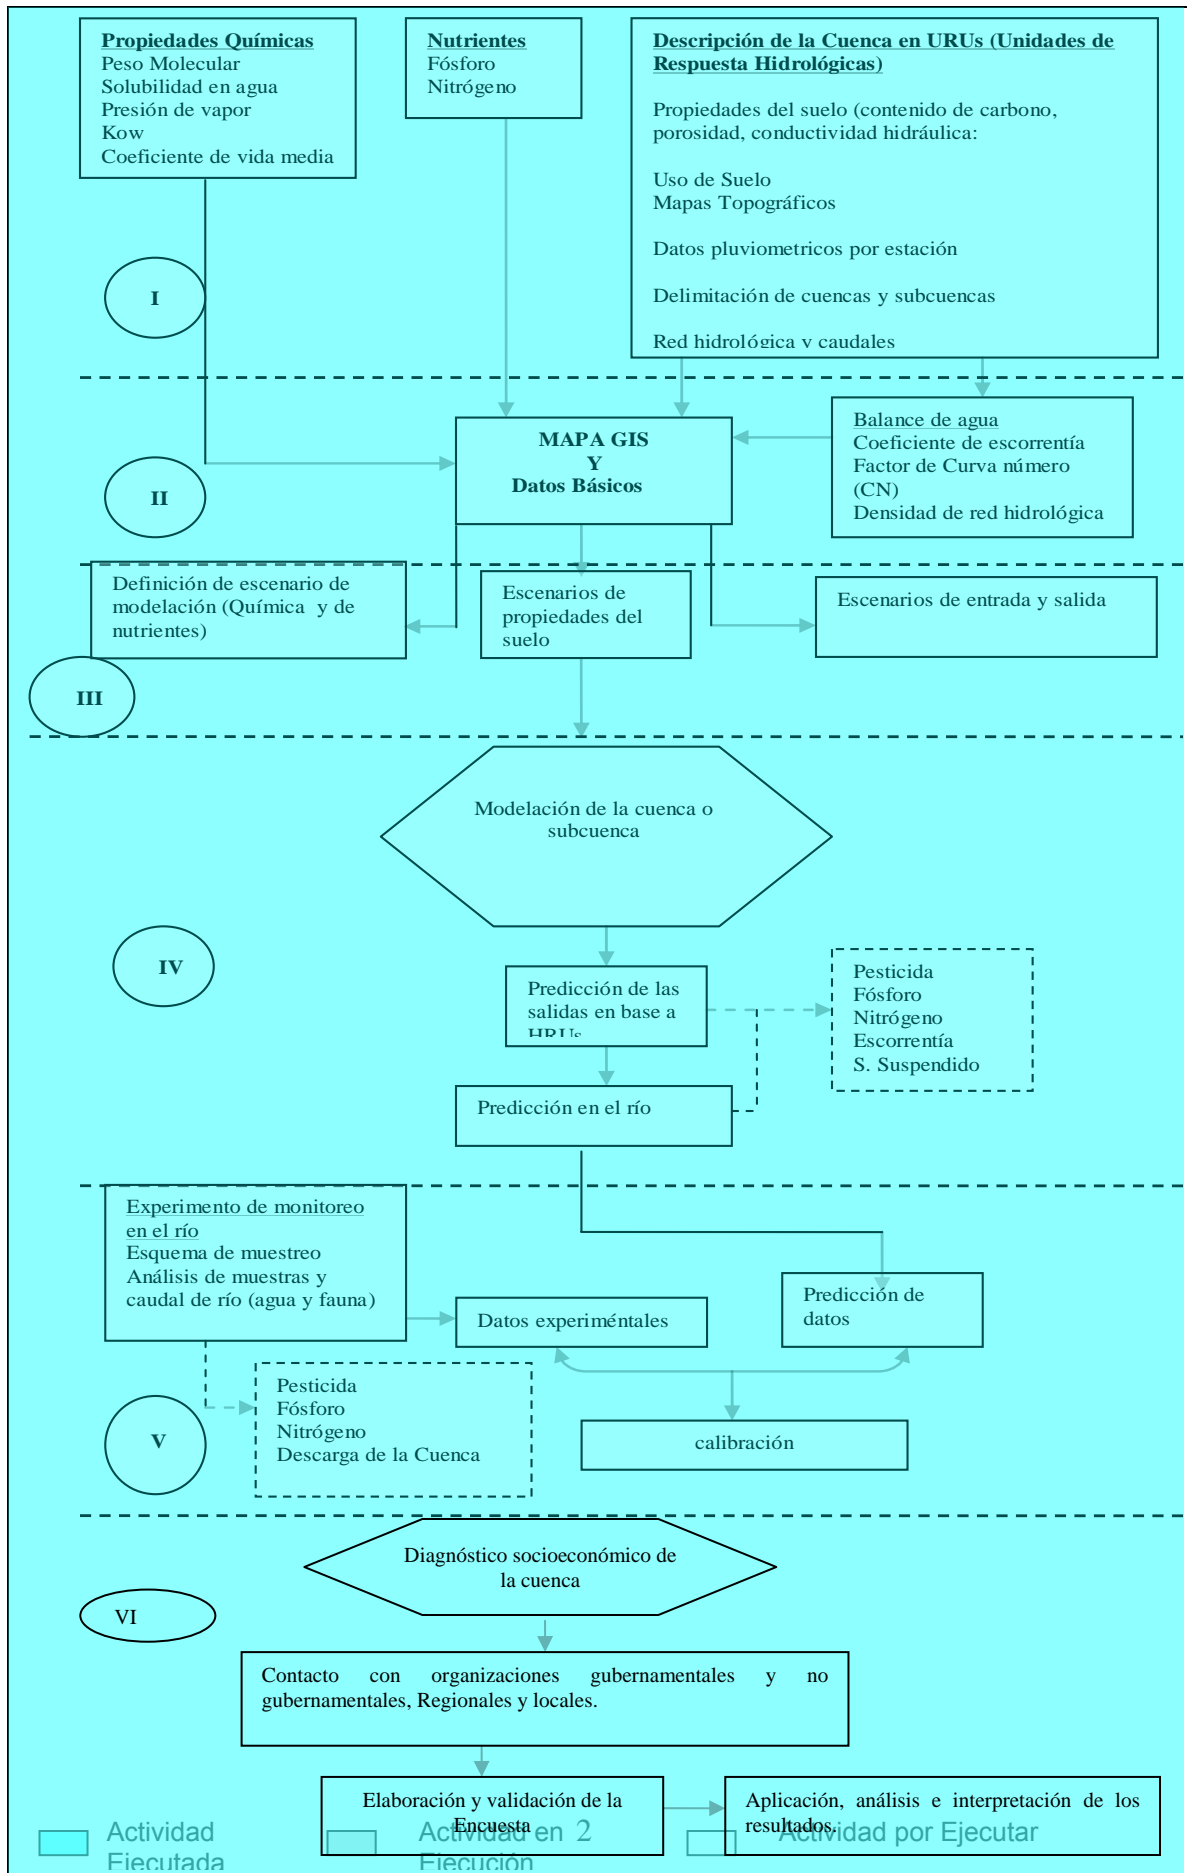 Propiedades Químicas
Peso Molecular
Solubilidad en agua
Presión de vapor
Kow
Coeficiente de vida media
Nutrientes
Fósforo
Nitrógeno
Descripción de la Cuenca en URUs (Unidades de
Respuesta Hidrológicas)
Propiedades del suelo (contenido de carbono,
porosidad, conductividad hidráulica:
Uso de Suelo
Mapas Topográficos
Datos pluviometricos por estación
Delimitación de cuencas y subcuencas
Red hidrológica y caudales
I
MAPA GIS
Y
Datos Básicos
Balance de agua
Coeficiente de escorrentía
Factor de Curva número
(CN)
Densidad de red hidrológica
II
Definición de escenario de
modelación (Química y de
nutrientes)
Escenarios de
propiedades del
suelo
Escenarios de entrada y salida
III
Modelación de la cuenca o
subcuenca
IV
Predicción de las
salidas en base a
HRUs
Pesticida
Fósforo
Nitrógeno
Escorrentía
S. Suspendido
Predicción en el río
Experimento de monitoreo
en el río
Esquema de muestreo
Análisis de muestras y
caudal de río (agua y fauna)
Datos experiméntales
Predicción de
datos
Pesticida
Fósforo
Nitrógeno
Descarga de la Cuenca
V
calibración
Diagnóstico socioeconómico de
la cuenca
VI
Contacto con organizaciones gubernamentales y no
gubernamentales, Regionales y locales.
Elaboración y validación de la
Encuesta
Aplicación, análisis e interpretación de los
resultados.
Actividad
Ejecutada
Actividad en 2
Ejecución
Actividad por Ejecutar